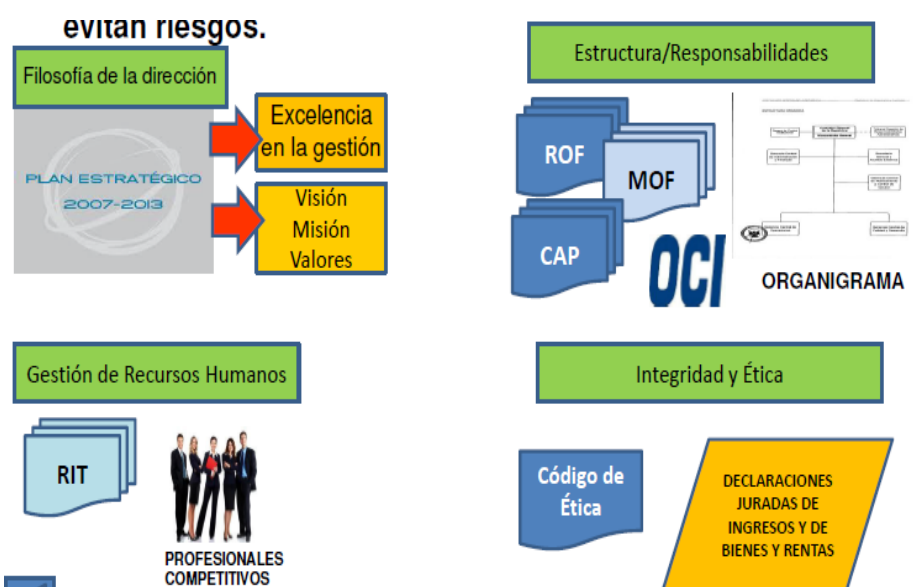 evitan riesgos.
Filosofía de la dirección
PLAN ESTRATÉGICO
2007-2013
Excelencia
en la gestión
Visión
Misión
Valores
Estructura/Responsabilidades
ROF
MOF
CAP
OCI
ORGANIGRAMA
Gestión de Recursos Humanos
RIT
PROFESIONALES
COMPETITIVOS
Integridad y Ética
Código de
Ética
DECLARACIONES
JURADAS DE
INGRESOS Y DE
BIENES Y RENTAS